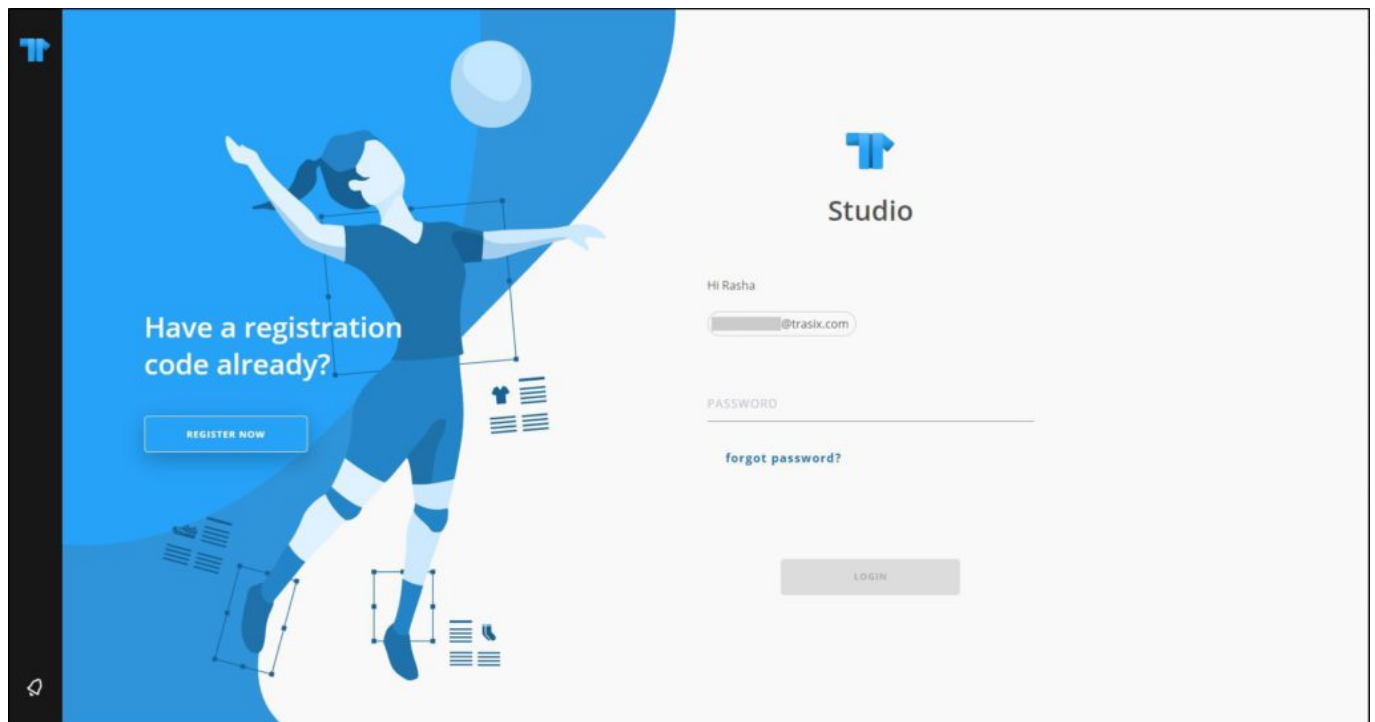 Have a registration
code already?
REGISTER NOW
Studio
Hi Rasha
@trasix.com
PASSWORD
forgot password?
LOGIN